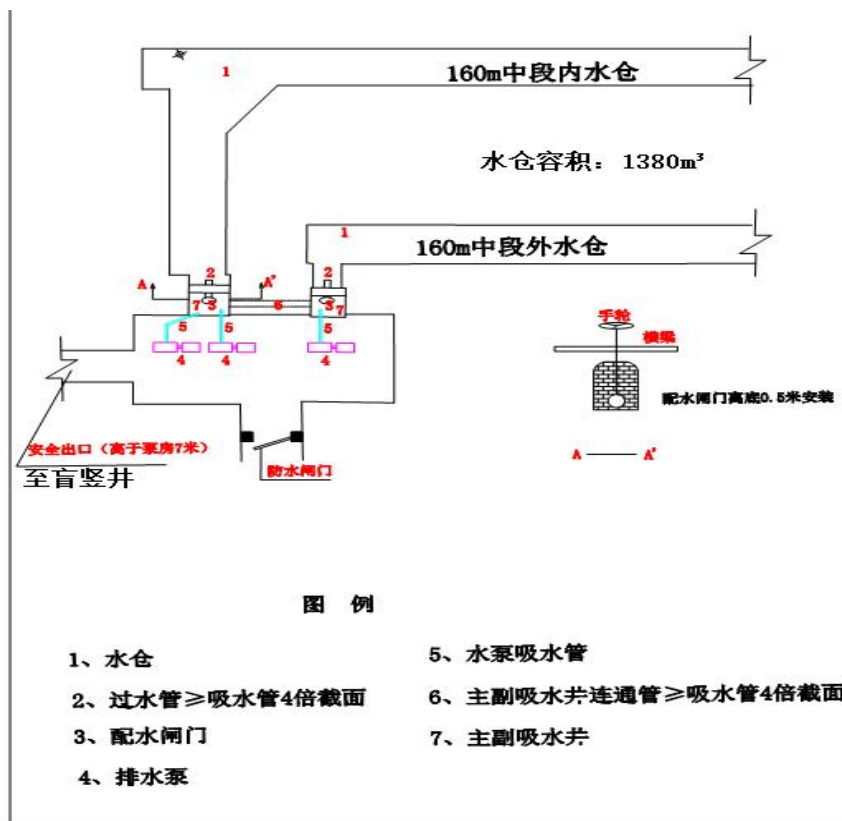 1
160m中段内水仓
水仓容积：1380m³
1
160m中段外水仓
2
2
A
A'
7
3
6
3
7
5
5
5
4
4
4
手轮
横梁
配水闸门高底0.5米安装
A
A'
安全出口（高于泵房7米）
至盲竖井
防水闸门
图 例
1、水仓
2、过水管≥吸水管4倍截面
3、配水闸门
4、排水泵
5、水泵吸水管
6、主副吸水井连通管≥吸水管4倍截面
7、主副吸水井